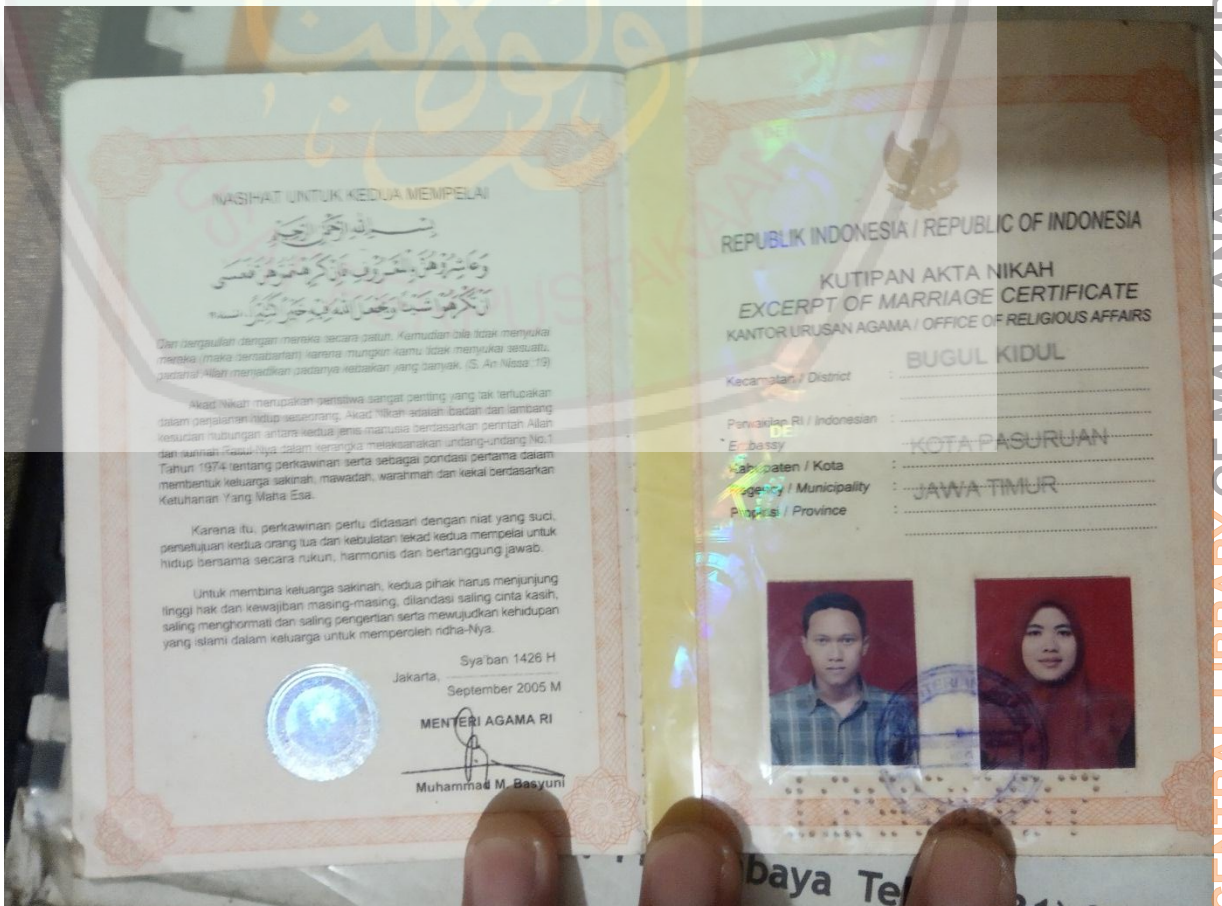 NASIHAT UNTUK KEDUA MEMPELAI
Dan bergaullah dengan mereka secara patut. Kemudian bila tidak menyukai
mereka (maka bersabarlah) karena mungkin kamu tidak menyukai sesuatu,
padahal Allah menjadikan padanya kebaikan yang banyak. (S. An Nissa :19)
Akad Nikah merupakan peristiwa sangat penting yang tak terlupakan
dalam perjalanan hidup seseorang. Akad Nikah adalah ibadah dan lambang
kesucian hubungan antara kedua jenis manusia berdasarkan perintah Allah
dan sunnah Rasul-Nya dalam kerangka melaksanakan undang-undang No.1
Tahun 1974 tentang perkawinan serta sebagai pondasi pertama dalam
membentuk keluarga sakinah, mawadah, warahmah dan kekal berdasarkan
Ketuhanan Yang Maha Esa.
Karena itu, perkawinan perlu didasari dengan niat yang suci,
persetujuan kedua orang tua dan kebulatan tekad kedua mempelai untuk
hidup bersama secara rukun, harmonis dan bertanggung jawab.
Untuk membina keluarga sakinah, kedua pihak harus menjunjung
tinggi hak dan kewajiban masing-masing, dilandasi saling cinta kasih,
saling menghormati dan saling pengertian serta mewujudkan kehidupan
yang islami dalam keluarga untuk memperoleh ridha-Nya.
Sya'ban 1426 H
Jakarta,
September 2005 M
MENTERI AGAMA RI
Muhammad M. Basyuni
REPUBLIK INDONESIA / REPUBLIC OF INDONESIA
KUTIPAN AKTA NIKAH
EXCERPT OF MARRIAGE CERTIFICATE
KANTOR URUSAN AGAMA / OFFICE OF RELIGIOUS AFFAIRS
Kecamatan / District : BUGUL KIDUL
Perwakilan RI / Indonesian :
Embassy
KOTA PASURUAN
Kabupaten / Kota :
Regency / Municipality : JAWA TIMUR
Propinsi / Province :